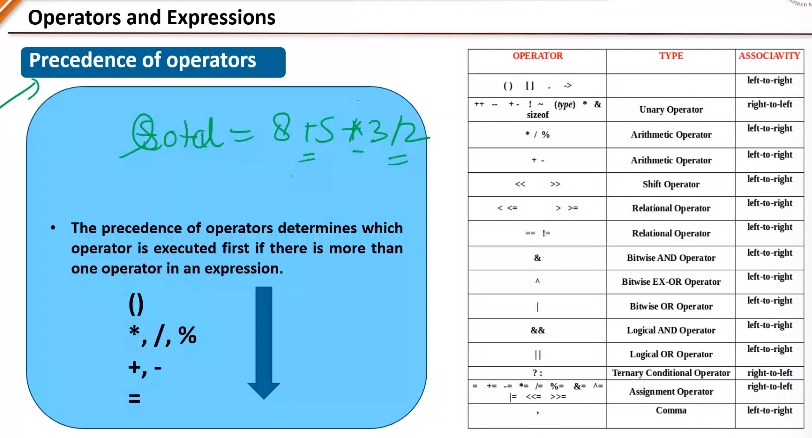 Operators and Expressions
Precedence of operators
total = 8+5*3/2
• The precedence of operators determines which
operator is executed first if there is more than
one operator in an expression.
()
*, /, %
+, -
=
OPERATOR TYPE ASSOCIAVITY
() [] . -> left-to-right
++ -- + - ! ~ (type) * & sizeof Unary Operator right-to-left
* / % Arithmetic Operator left-to-right
+ - Arithmetic Operator left-to-right
<< >> Shift Operator left-to-right
< <= > >= Relational Operator left-to-right
== != Relational Operator left-to-right
& Bitwise AND Operator left-to-right
^ Bitwise EX-OR Operator left-to-right
| Bitwise OR Operator left-to-right
&& Logical AND Operator left-to-right
|| Logical OR Operator left-to-right
? : Ternary Conditional Operator right-to-left
= += -= *= /= %= &= ^= |= <<= >>= Assignment Operator right-to-left
, Comma left-to-right